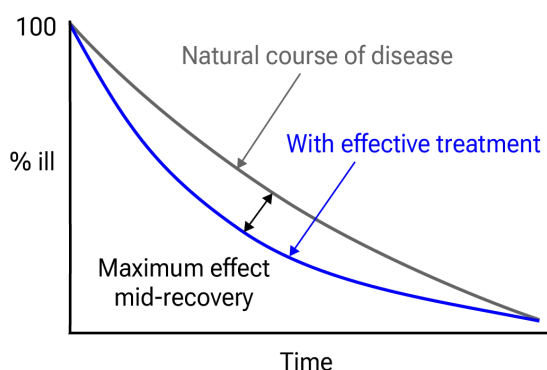 100
Natural course of disease
With effective treatment
% ill
Maximum effect
mid-recovery
Time